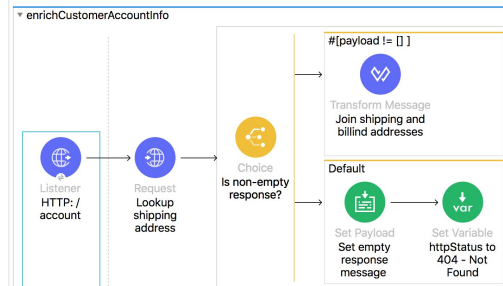 enrichCustomerAccountInfo
#[payload != [] ]
Transform Message
Join shipping and
billind addresses
Listener
HTTP: /
account
Request
Lookup
shipping
address
Choice
Is non-empty
response?
Default
Set Payload
Set empty
response
message
var
Set Variable
httpStatus to
404 - Not
Found